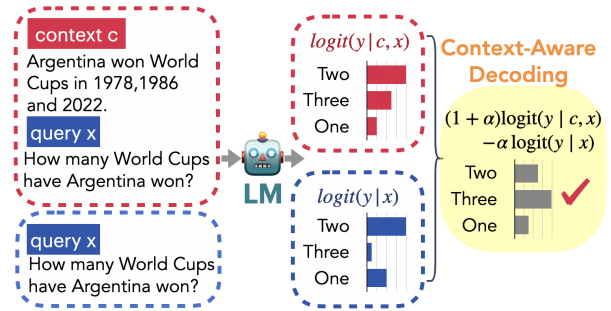 context c
Argentina won World
Cups in 1978,1986
and 2022.
query x
How many World Cups
have Argentina won?
query x
How many World Cups
have Argentina won?
LM
logit(y | c, x)
Two
Three
One
logit(y | x)
Two
Three
One
Context-Aware
Decoding
(1 + α)logit(y | c, x)
−α logit(y | x)
Two
Three
One